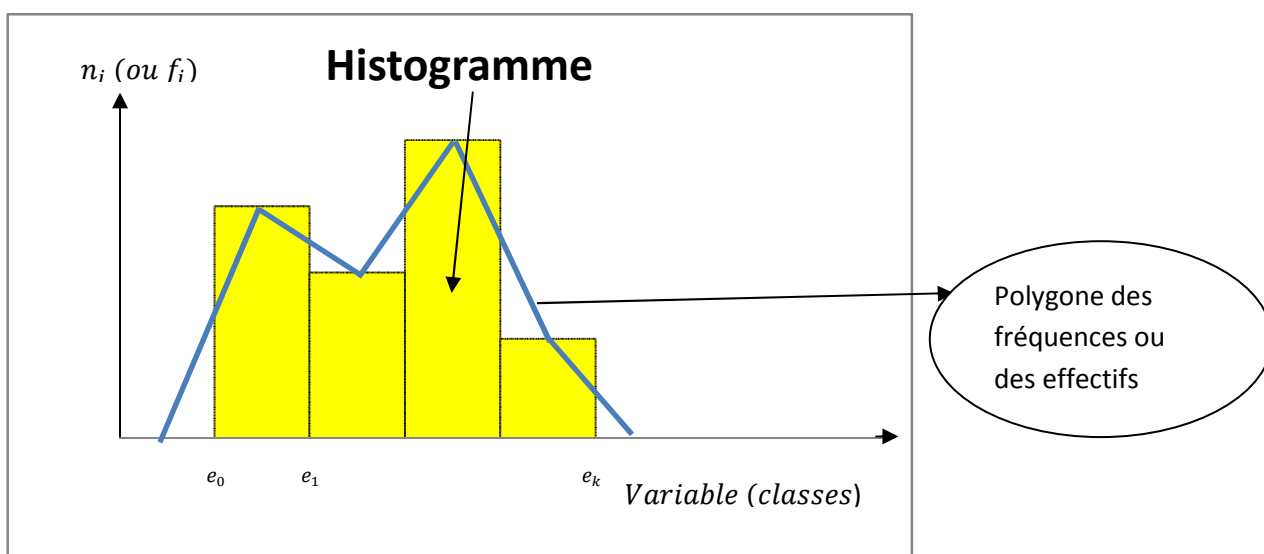 Histogramme
nᵢ (ou fᵢ)
Polygone des
fréquences ou
des effectifs
e₀ e₁ eₖ
Variable (classes)